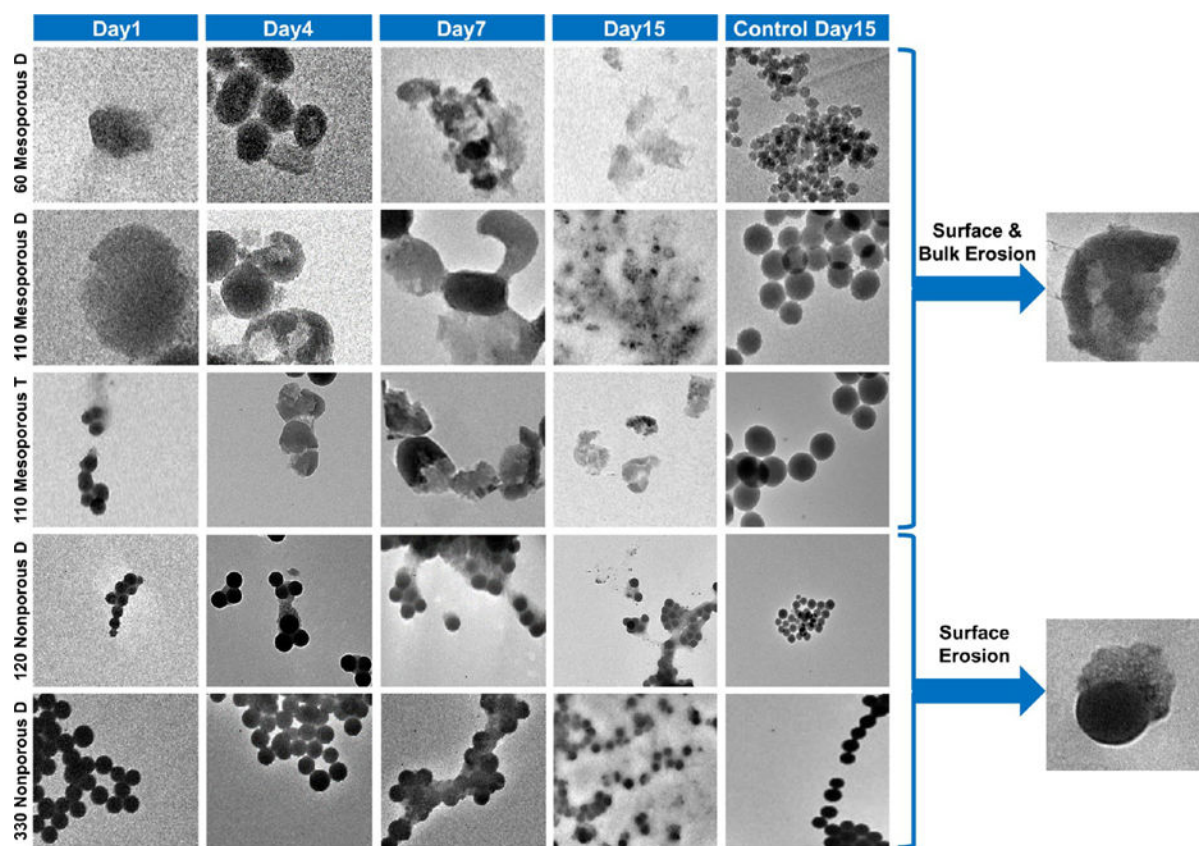 Day1
Day4
Day7
Day15
Control Day15
60 Mesoporous D
110 Mesoporous D
110 Mesoporous T
120 Nonporous D
330 Nonporous D
Surface &
Bulk Erosion
Surface
Erosion